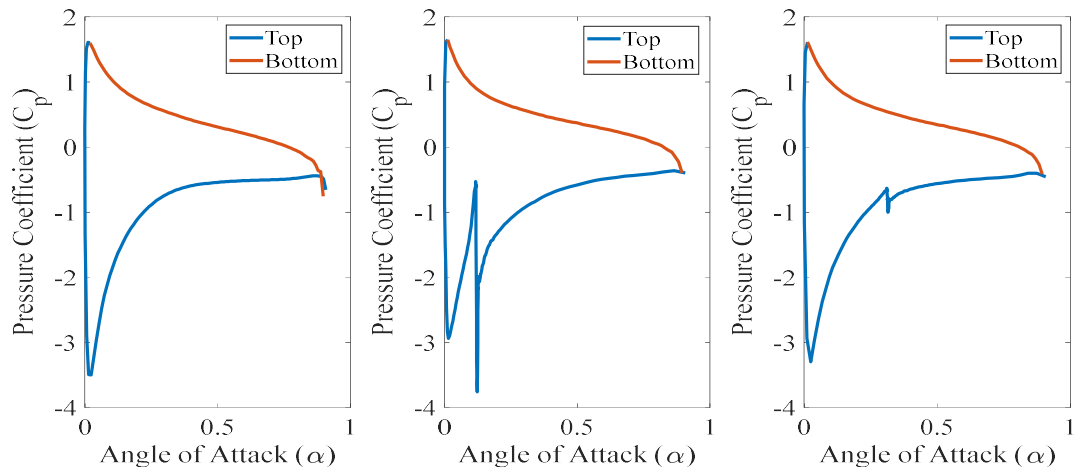 2
1
0
-1
-2
-3
-4
0
0.5
1
Pressure Coefficient (C_p)
Angle of Attack (α)
Top
Bottom
2
1
0
-1
-2
-3
-4
0
0.5
1
Pressure Coefficient (C_p)
Angle of Attack (α)
Top
Bottom
2
1
0
-1
-2
-3
-4
0
0.5
1
Pressure Coefficient (C_p)
Angle of Attack (α)
Top
Bottom